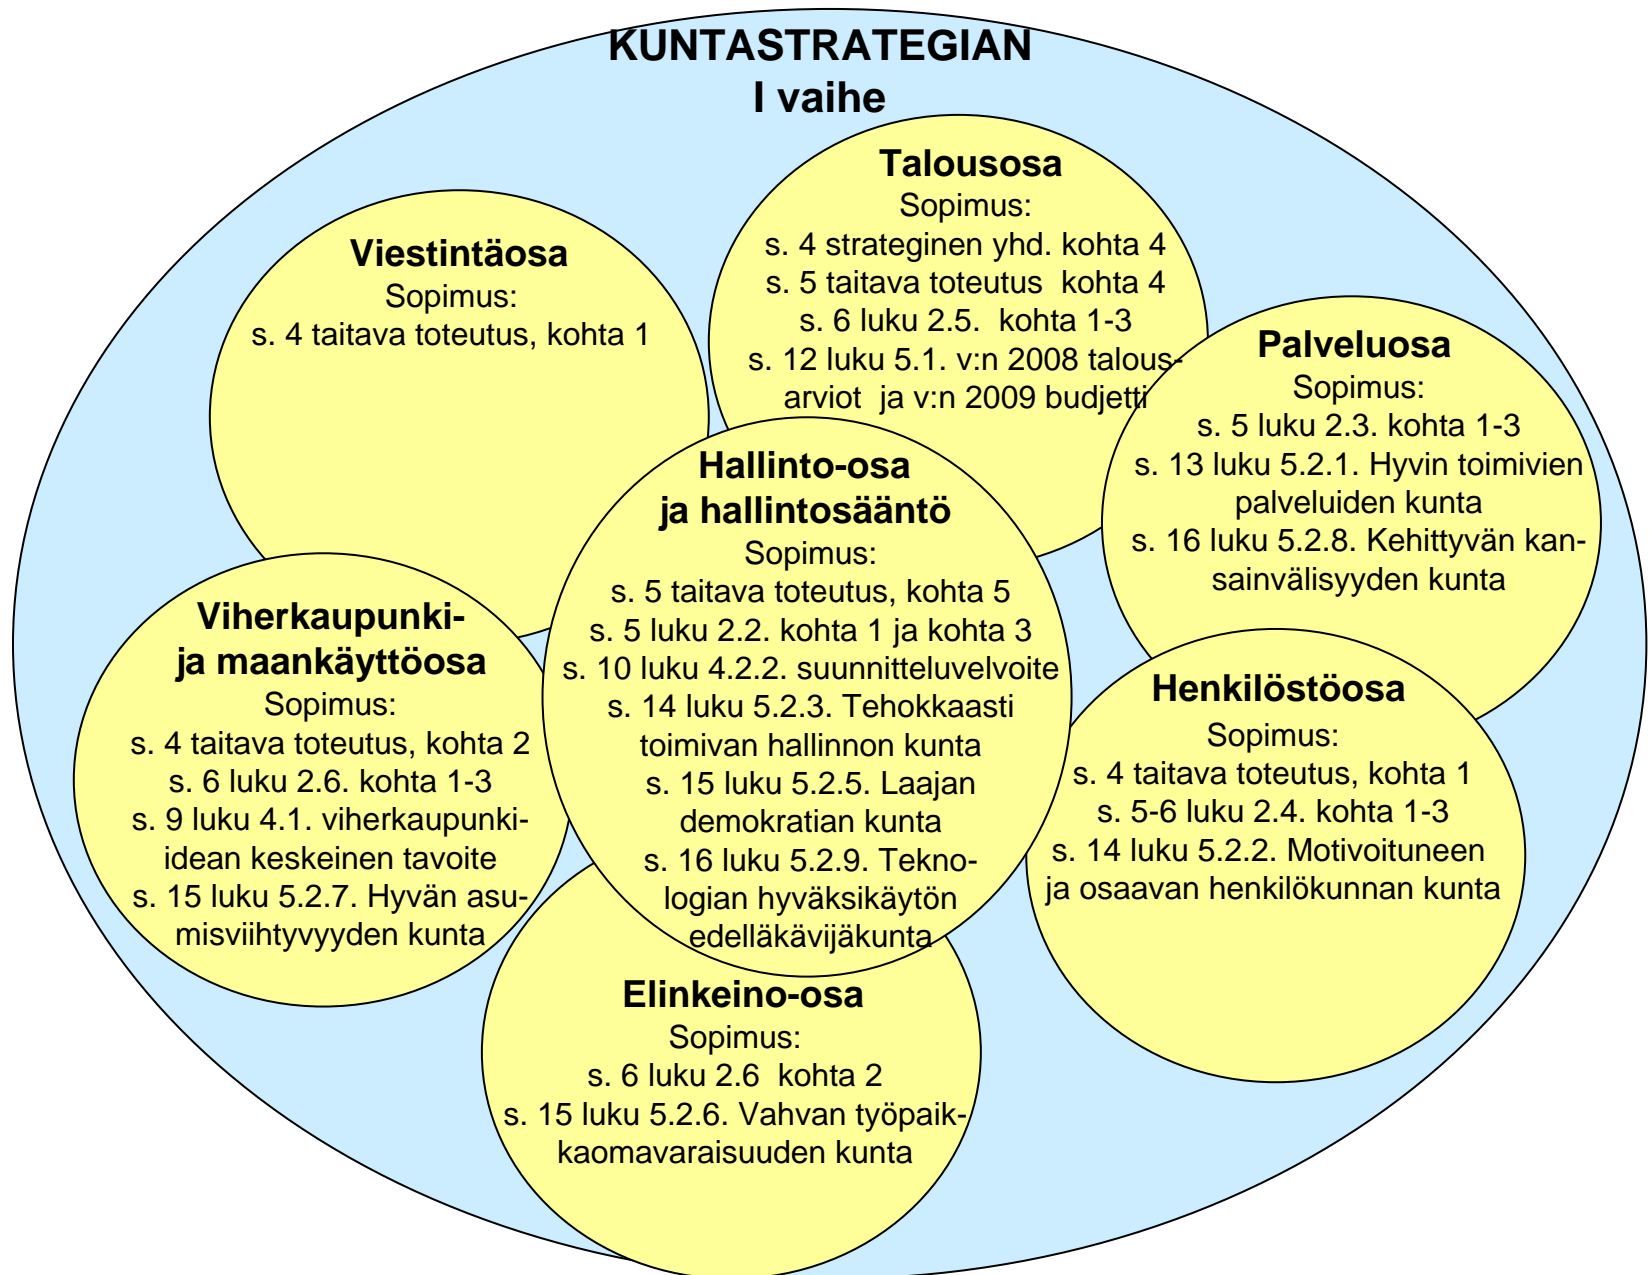 KUNTASTRATEGIAN
I vaihe
Talousosa
Sopimus:
s. 4 strateginen yhd. kohta 4
s. 5 taitava toteutus kohta 4
s. 6 luku 2.5. kohta 1-3
s. 12 luku 5.1. v:n 2008 talous-
arviot ja v:n 2009 budjetti
Viestintäosa
Sopimus:
s. 4 taitava toteutus, kohta 1
Palveluosa
Sopimus:
s. 5 luku 2.3. kohta 1-3
s. 13 luku 5.2.1. Hyvin toimivien
palveluiden kunta
s. 16 luku 5.2.8. Kehittyvän kan-
sainvälisyyden kunta
Hallinto-osa
ja hallintosääntö
Sopimus:
s. 5 taitava toteutus, kohta 5
s. 5 luku 2.2. kohta 1 ja kohta 3
s. 10 luku 4.2.2. suunnitteluvelvoite
s. 14 luku 5.2.3. Tehokkaasti
toimivan hallinnon kunta
s. 15 luku 5.2.5. Laajan
demokratian kunta
s. 16 luku 5.2.9. Tekno-
logian hyväksikäytön
edelläkävijäkunta
Viherkaupunki-
ja maankäyttöosa
Sopimus:
s. 4 taitava toteutus, kohta 2
s. 6 luku 2.6. kohta 1-3
s. 9 luku 4.1. viherkaupunki-
idean keskeinen tavoite
s. 15 luku 5.2.7. Hyvän asu-
misviihtyvyyden kunta
Henkilöstöosa
Sopimus:
s. 4 taitava toteutus, kohta 1
s. 5-6 luku 2.4. kohta 1-3
s. 14 luku 5.2.2. Motivoituneen
ja osaavan henkilökunnan kunta
Elinkeino-osa
Sopimus:
s. 6 luku 2.6 kohta 2
s. 15 luku 5.2.6. Vahvan työpaik-
kaomavaraisuuden kunta